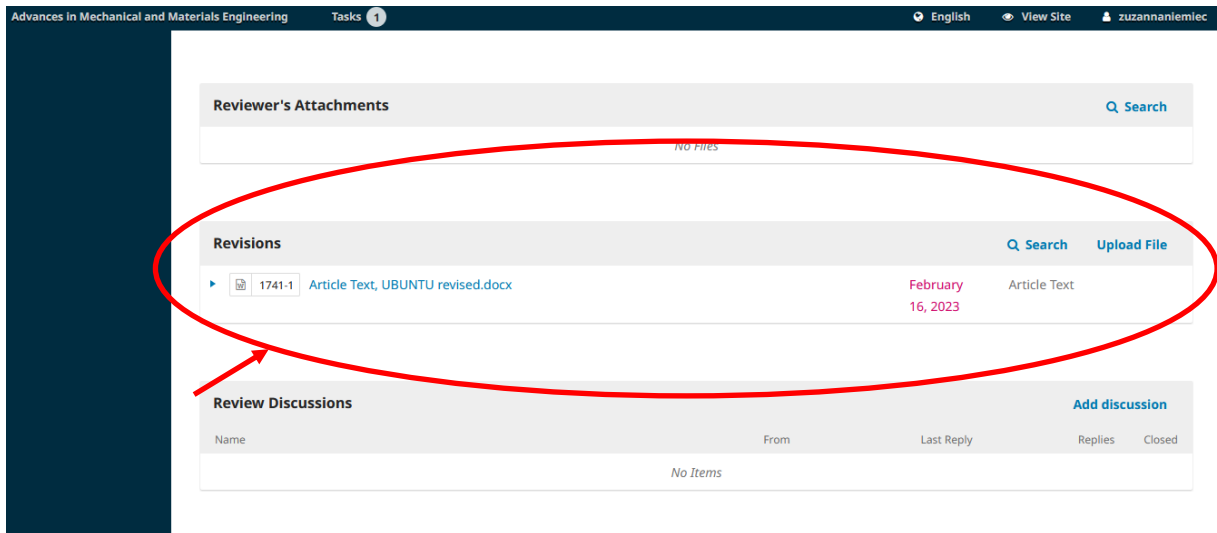 Advances in Mechanical and Materials Engineering Tasks 1 English View Site zuzannaniemiec
Reviewer's Attachments Search
No Files
Revisions Search Upload File
1741-1 Article Text, UBUNTU revised.docx February 16, 2023 Article Text
Review Discussions Add discussion
Name From Last Reply Replies Closed
No Items